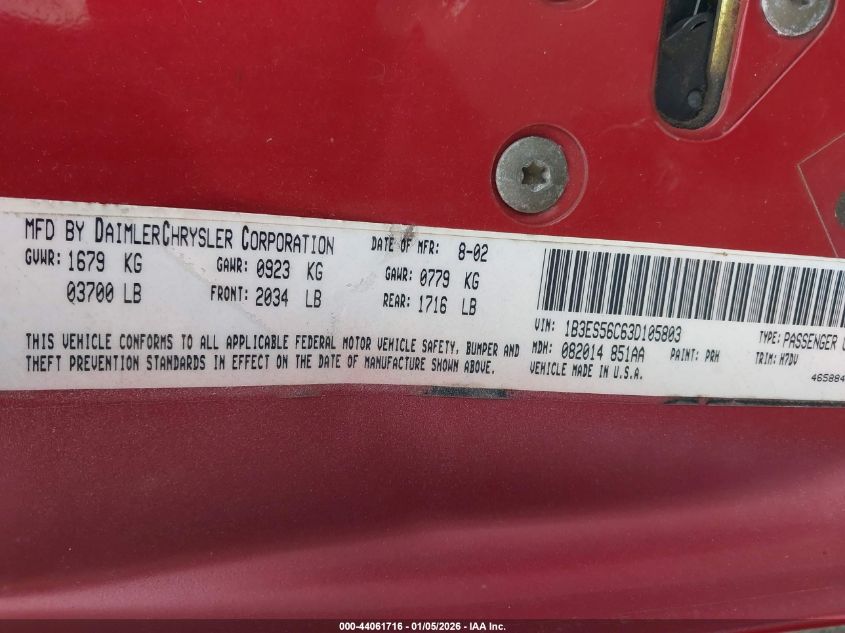 MFD BY DAIMLERCHRYSLER CORPORATION DATE OF MFR: 8-02
GVWR: 1679 KG GAWR: 0923 KG GAWR: 0779 KG
03700 LB FRONT: 2034 LB REAR: 1716 LB
THIS VEHICLE CONFORMS TO ALL APPLICABLE FEDERAL MOTOR VEHICLE SAFETY, BUMPER AND
THEFT PREVENTION STANDARDS IN EFFECT ON THE DATE OF MANUFACTURE SHOWN ABOVE.
VIN: 1B3ES56C63D105803 TYPE: PASSENGER
MDH: 082014 851AA PAINT: PRH TRIM: H7DV
VEHICLE MADE IN U.S.A. 465884
000-44061716 — 01/05/2026 — IAA Inc.